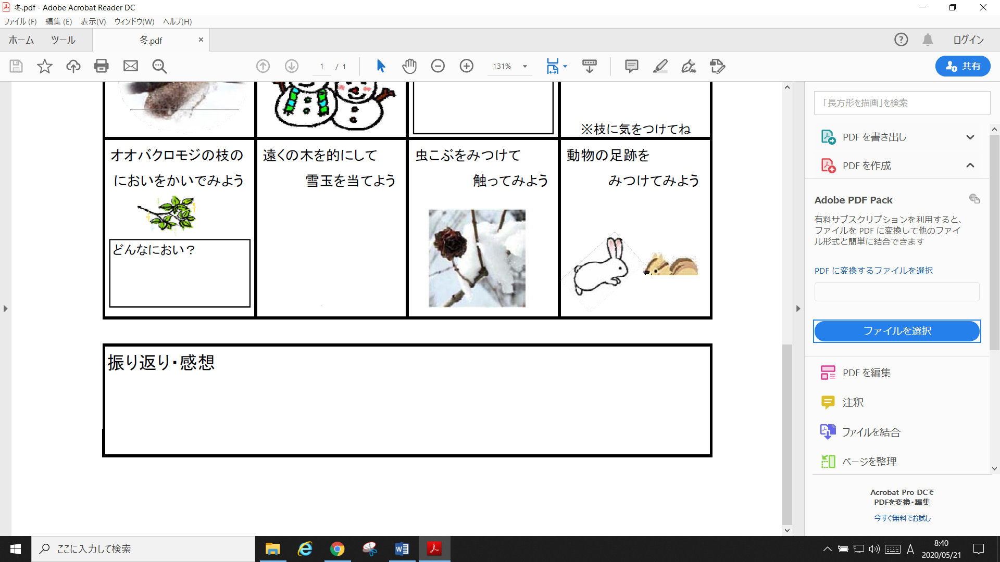 冬.pdf - Adobe Acrobat Reader DC
ファイル (F) 編集 (E) 表示(V) ウィンドウ(W) ヘルプ(H)
ホーム ツール 冬.pdf × ログイン
1 / 1 131% 共有
※枝に気をつけてね
オオバクロモジの枝の
においをかいでみよう
どんなにおい？
遠くの木を的にして
雪玉を当てよう
虫こぶをみつけて
触ってみよう
動物の足跡を
みつけてみよう
振り返り・感想
「長方形を描画」を検索
PDF を書き出し
PDF を作成
Adobe PDF Pack
有料サブスクリプションを利用すると、
ファイルを PDF に変換して他のファイ
ル形式と簡単に結合できます
PDF に変換するファイルを選択
ファイルを選択
PDF を編集
注釈
ファイルを結合
ページを整理
Acrobat Pro DCで
PDFを変換・編集
今すぐ無料でお試し
ここに入力して検索
A
8:40
2020/05/21